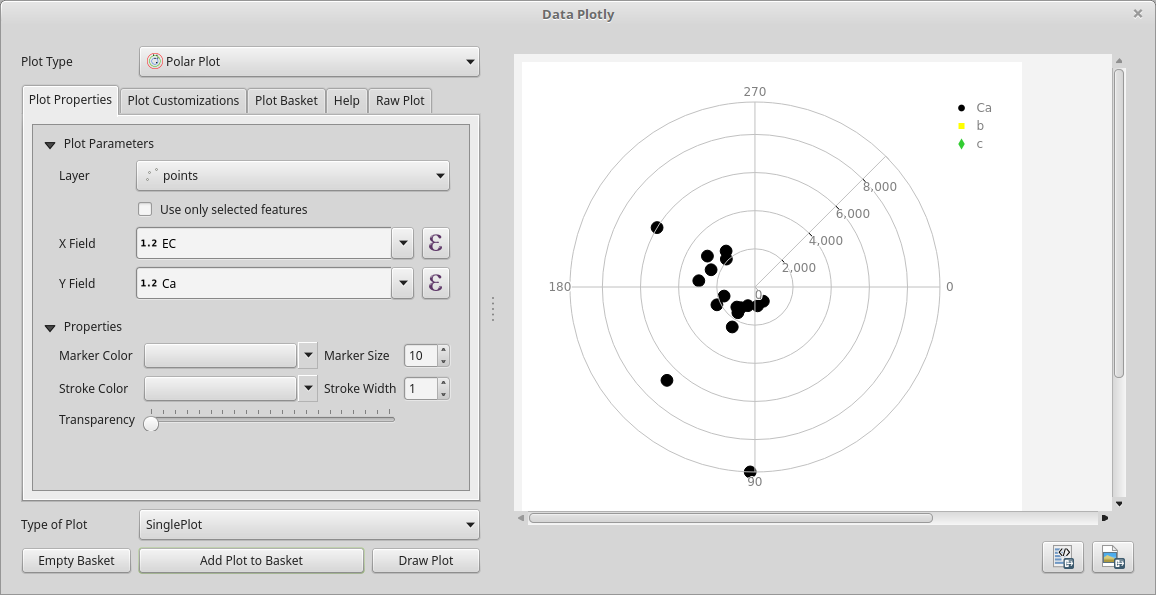 Data Plotly
Plot Type
Polar Plot
Plot Properties
Plot Customizations
Plot Basket
Help
Raw Plot
Plot Parameters
Layer
points
Use only selected features
X Field
1.2 EC
ε
Y Field
1.2 Ca
ε
Properties
Marker Color
Marker Size
10
Stroke Color
Stroke Width
1
Transparency
Type of Plot
SinglePlot
Empty Basket
Add Plot to Basket
Draw Plot
270
Ca
b
c
8,000
6,000
4,000
2,000
180
0
0
90